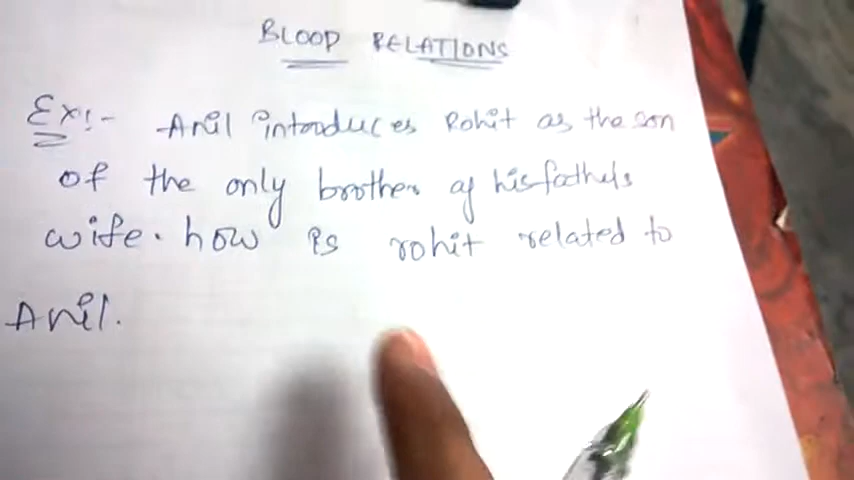 BLOOD RELATIONS
Ex:- Anil introduces Rohit as the son
of the only brother of his father's
wife. how is rohit related to
Anil.